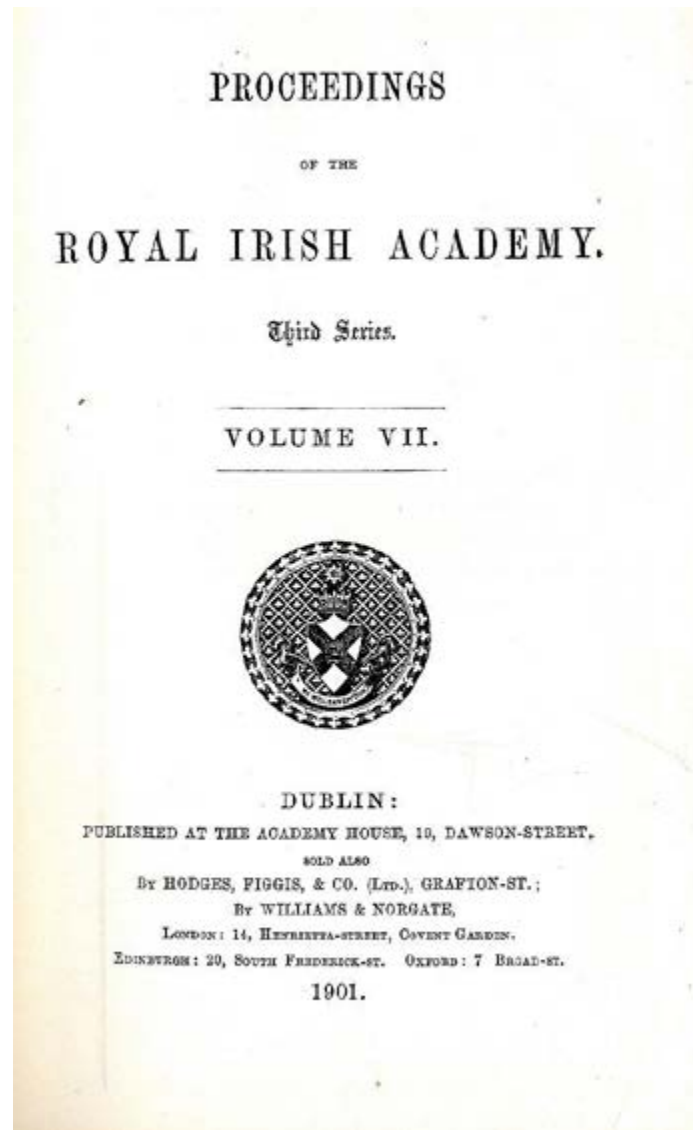 PROCEEDINGS
OF THE
ROYAL IRISH ACADEMY.
Third Series.
VOLUME VII.
DUBLIN:
PUBLISHED AT THE ACADEMY HOUSE, 19, DAWSON-STREET,
SOLD ALSO
BY HODGES, FIGGIS, & CO. (LTD.), GRAFTON-ST.;
BY WILLIAMS & NORGATE,
LONDON: 14, HENRIETTA-STREET, COVENT GARDEN.
EDINBURGH: 20, SOUTH FREDERICK-ST. OXFORD: 7 BROAD-ST.
1901.